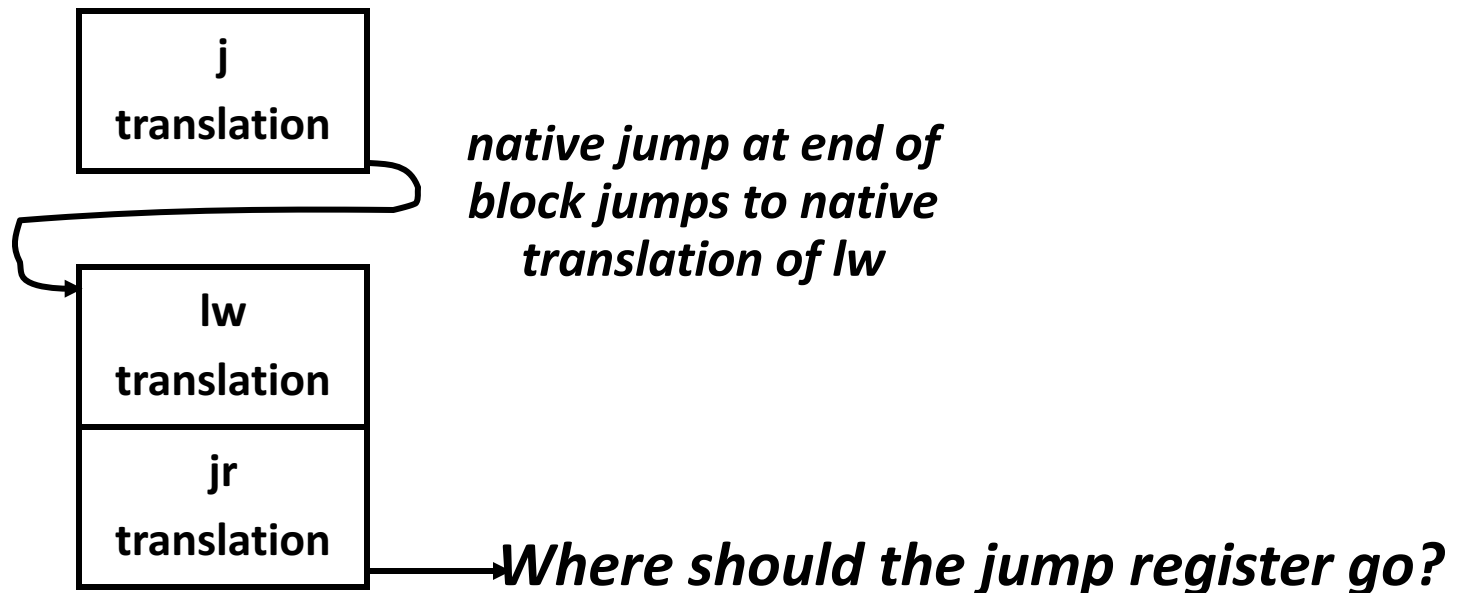 j
translation
native jump at end of
block jumps to native
translation of lw
lw
translation
jr
translation
Where should the jump register go?